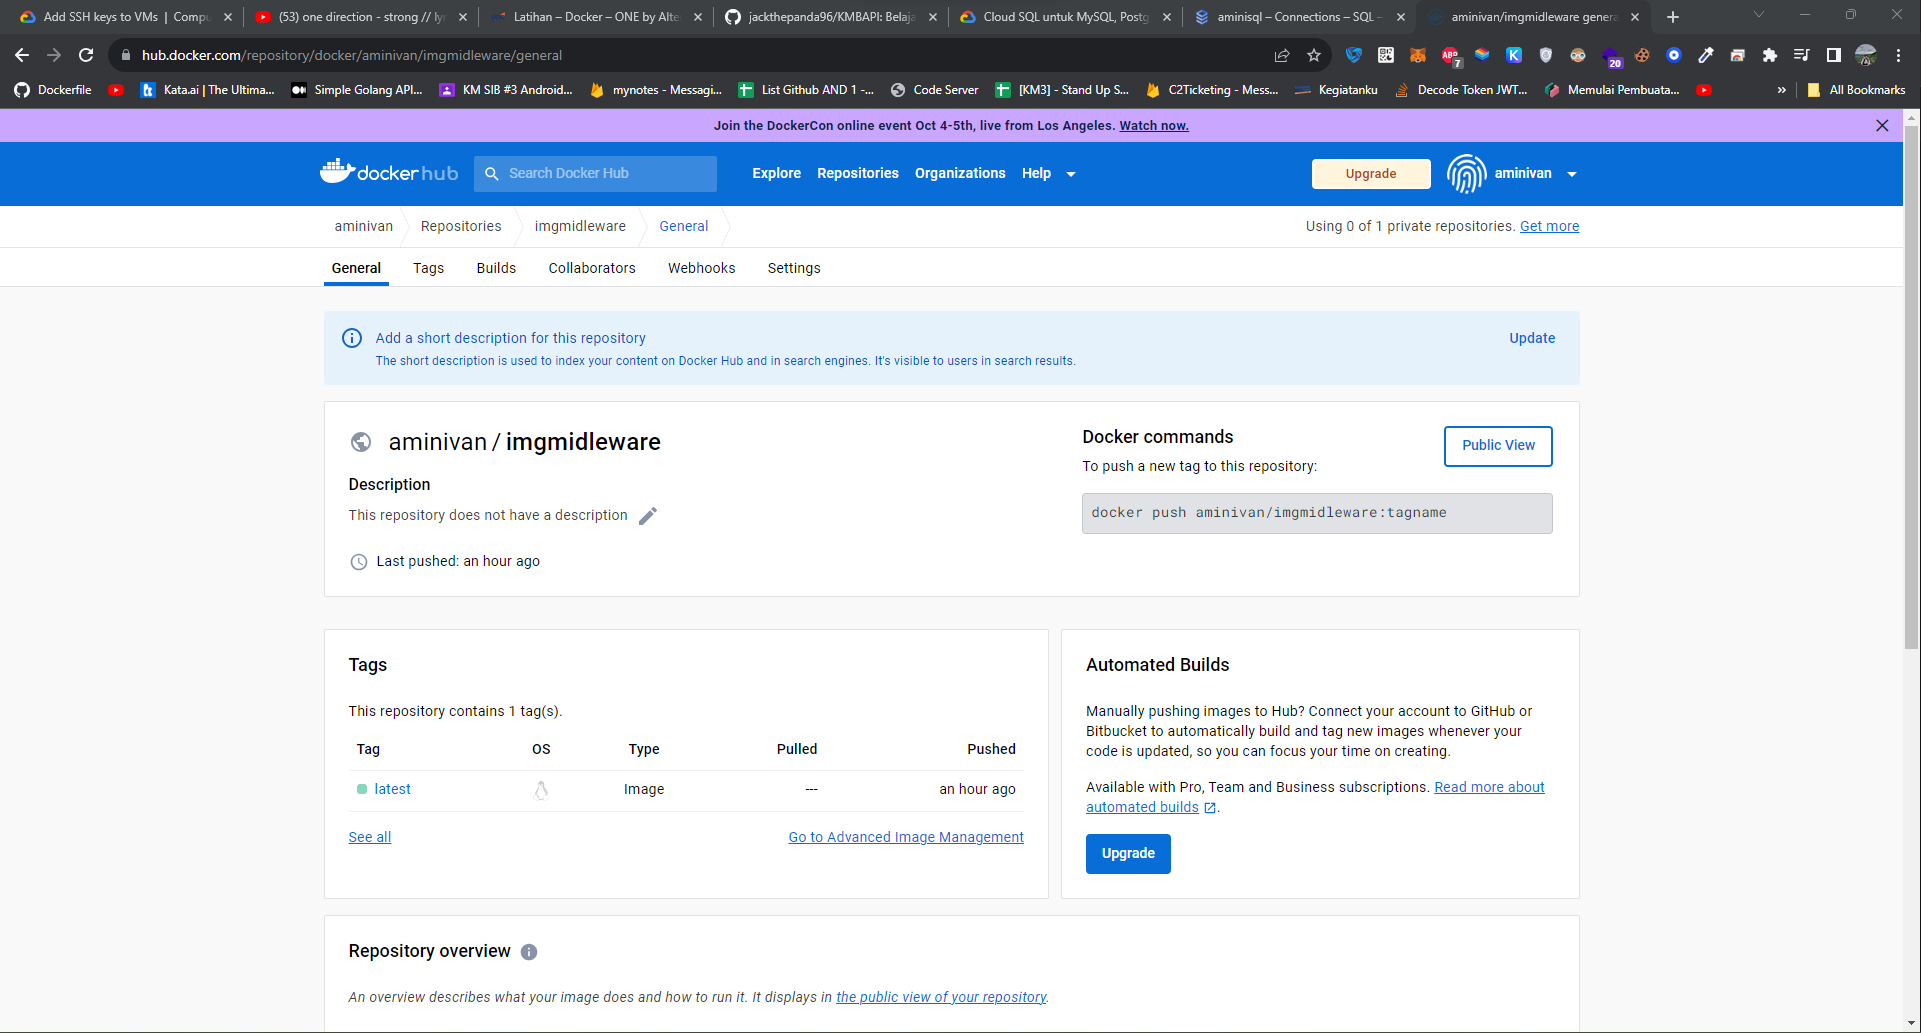 Add SSH keys to VMs | Compu
(53) one direction - strong // ly
Latihan – Docker – ONE by Alte
jackthepanda96/KMBAPI: Belaja
Cloud SQL untuk MySQL, Postg
aminisql – Connections – SQL –
aminivan/imgmidleware genera
hub.docker.com/repository/docker/aminivan/imgmidleware/general
ABP
7
20
Dockerfile
Kata.ai | The Ultima...
Simple Golang API...
KM SIB #3 Android...
mynotes - Messagi...
List Github AND 1 -...
Code Server
[KM3] - Stand Up S...
C2Ticketing - Mess...
Kegiatanku
Decode Token JWT...
Memulai Pembuata...
»
All Bookmarks
Join the DockerCon online event Oct 4-5th, live from Los Angeles. Watch now.
dockerhub
Search Docker Hub
Explore
Repositories
Organizations
Help
Upgrade
aminivan
aminivan
Repositories
imgmidleware
General
Using 0 of 1 private repositories. Get more
General
Tags
Builds
Collaborators
Webhooks
Settings
Add a short description for this repository
Update
The short description is used to index your content on Docker Hub and in search engines. It's visible to users in search results.
aminivan / imgmidleware
Description
This repository does not have a description
Last pushed: an hour ago
Docker commands
Public View
To push a new tag to this repository:
docker push aminivan/imgmidleware:tagname
Tags
This repository contains 1 tag(s).
Tag OS Type Pulled Pushed
latest Image --- an hour ago
See all
Go to Advanced Image Management
Automated Builds
Manually pushing images to Hub? Connect your account to GitHub or
Bitbucket to automatically build and tag new images whenever your
code is updated, so you can focus your time on creating.
Available with Pro, Team and Business subscriptions. Read more about
automated builds .
Upgrade
Repository overview
An overview describes what your image does and how to run it. It displays in the public view of your repository.